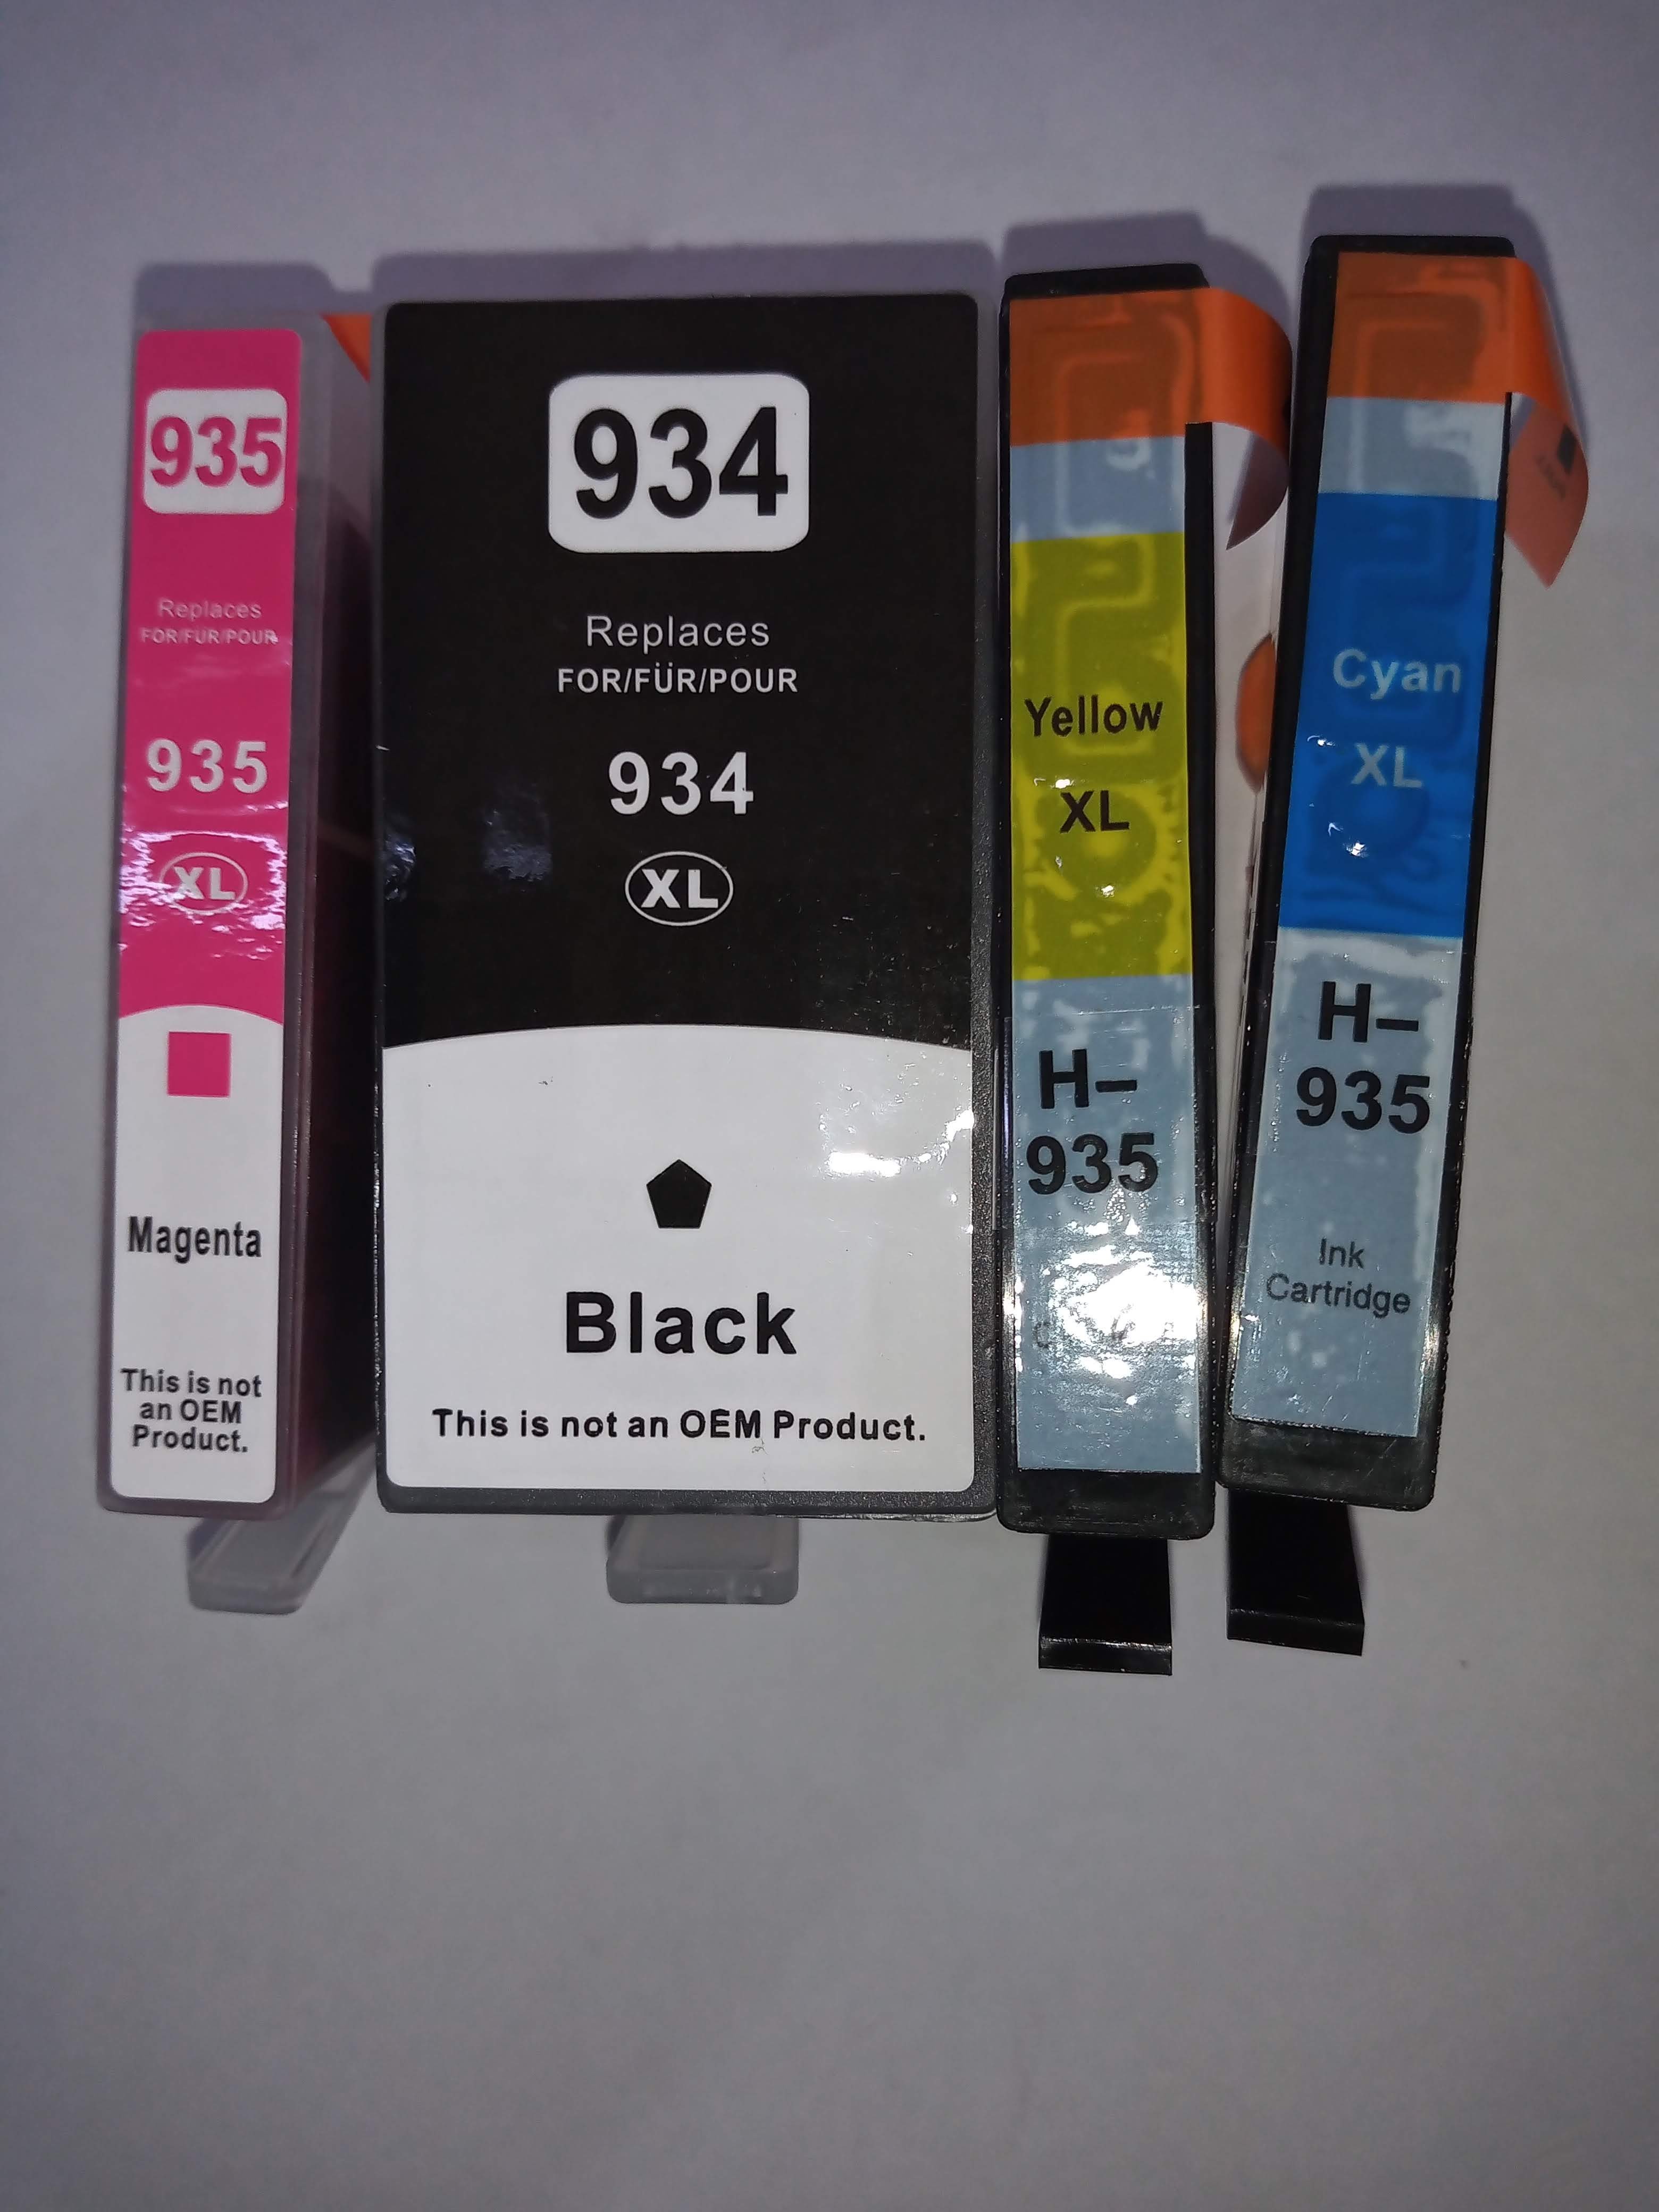 935
Replaces
FOR/FÜR/POUR
935
XL
Magenta
This is not
an OEM
Product.
934
Replaces
FOR/FÜR/POUR
934
XL
Black
This is not an OEM Product.
Yellow
XL
H-
935
Cyan
XL
H-
935
Ink
Cartridge